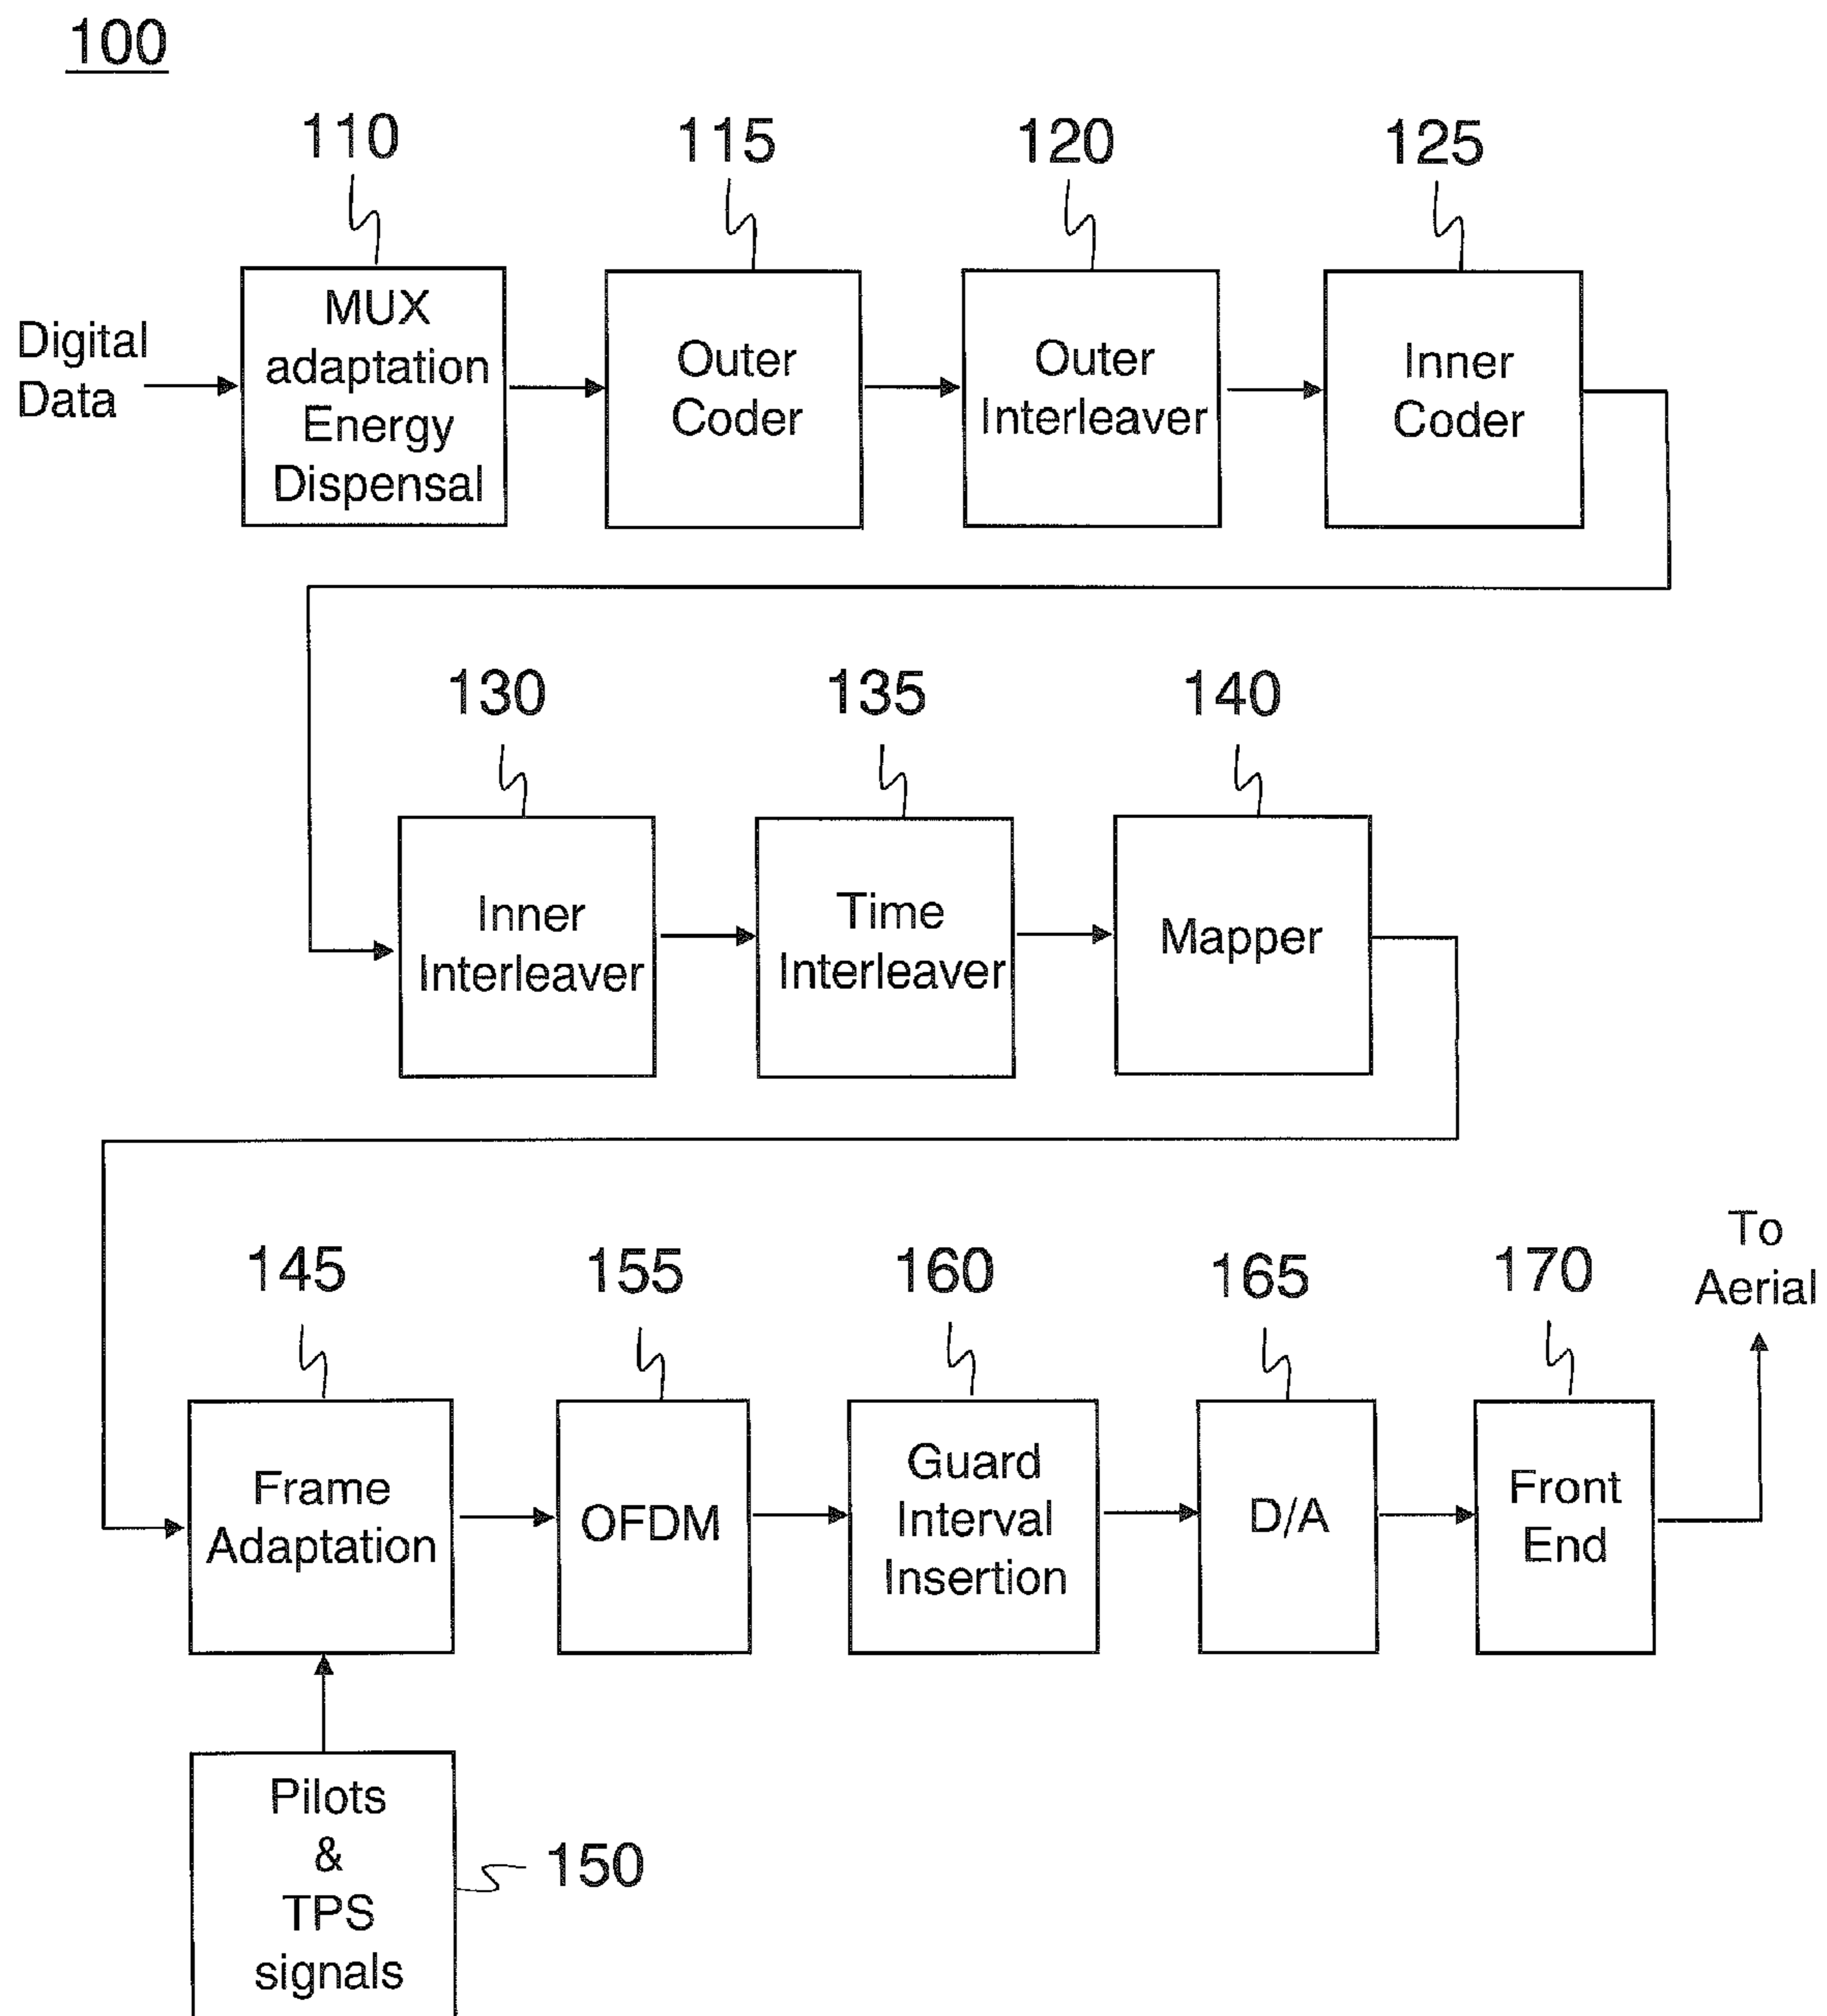 100
110
115
120
125
Digital
Data
MUX
adaptation
Energy
Dispensal
Outer
Coder
Outer
Interleaver
Inner
Coder
130
135
140
Inner
Interleaver
Time
Interleaver
Mapper
145
155
160
165
170
To
Aerial
Frame
Adaptation
OFDM
Guard
Interval
Insertion
D/A
Front
End
Pilots
&
TPS
signals
150